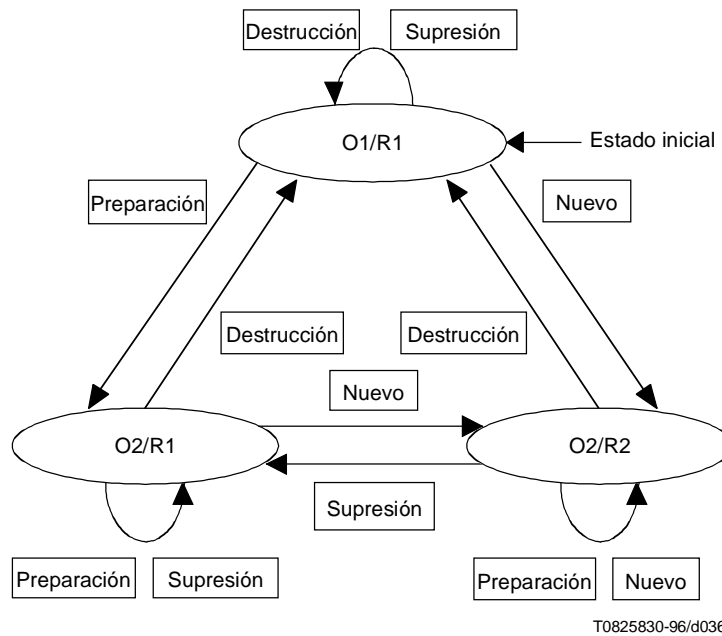 Destrucción
Supresión
O1/R1
Estado inicial
Preparación
Nuevo
Destrucción
Destrucción
Nuevo
O2/R1
O2/R2
Supresión
Preparación
Supresión
Preparación
Nuevo
T0825830-96/d036